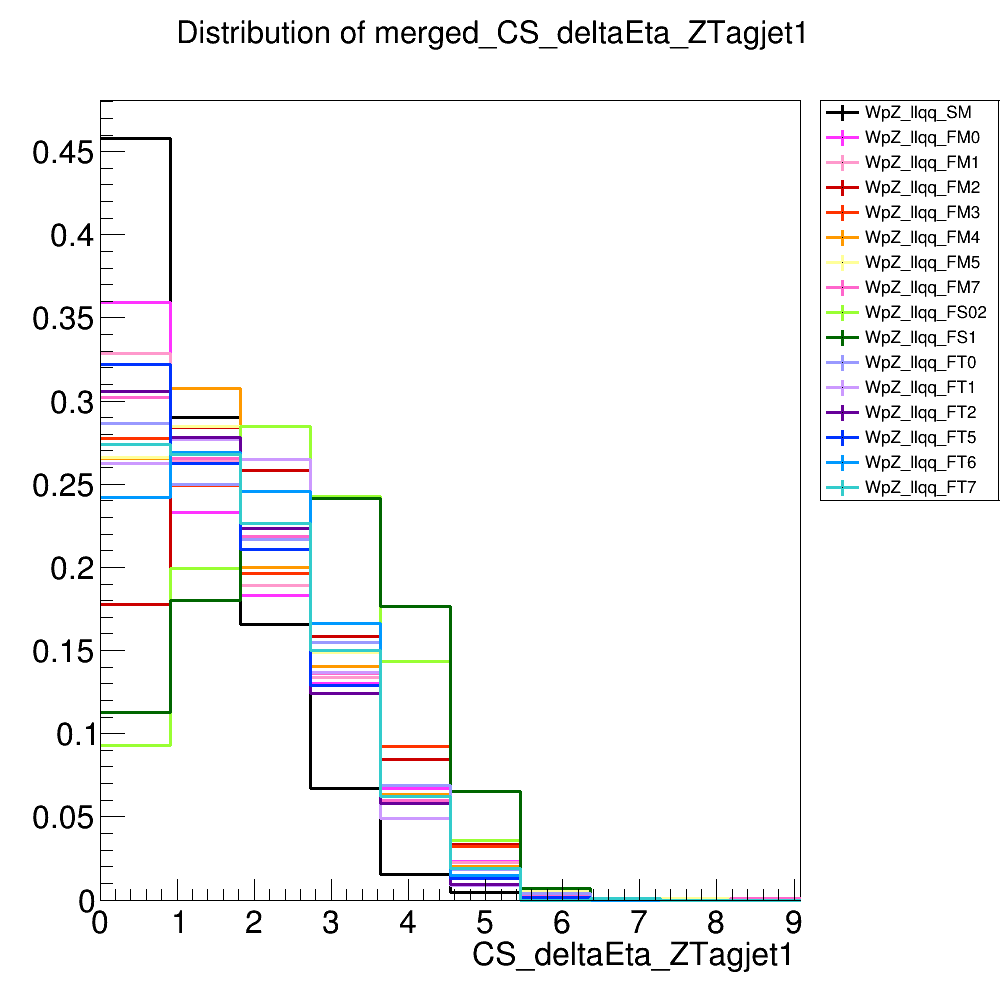 Distribution of merged_CS_deltaEta_ZTagjet1
0.45
0.4
0.35
0.3
0.25
0.2
0.15
0.1
0.05
0
0 1 2 3 4 5 6 7 8 9
CS_deltaEta_ZTagjet1
WpZ_llqq_SM
WpZ_llqq_FM0
WpZ_llqq_FM1
WpZ_llqq_FM2
WpZ_llqq_FM3
WpZ_llqq_FM4
WpZ_llqq_FM5
WpZ_llqq_FM7
WpZ_llqq_FS02
WpZ_llqq_FS1
WpZ_llqq_FT0
WpZ_llqq_FT1
WpZ_llqq_FT2
WpZ_llqq_FT5
WpZ_llqq_FT6
WpZ_llqq_FT7